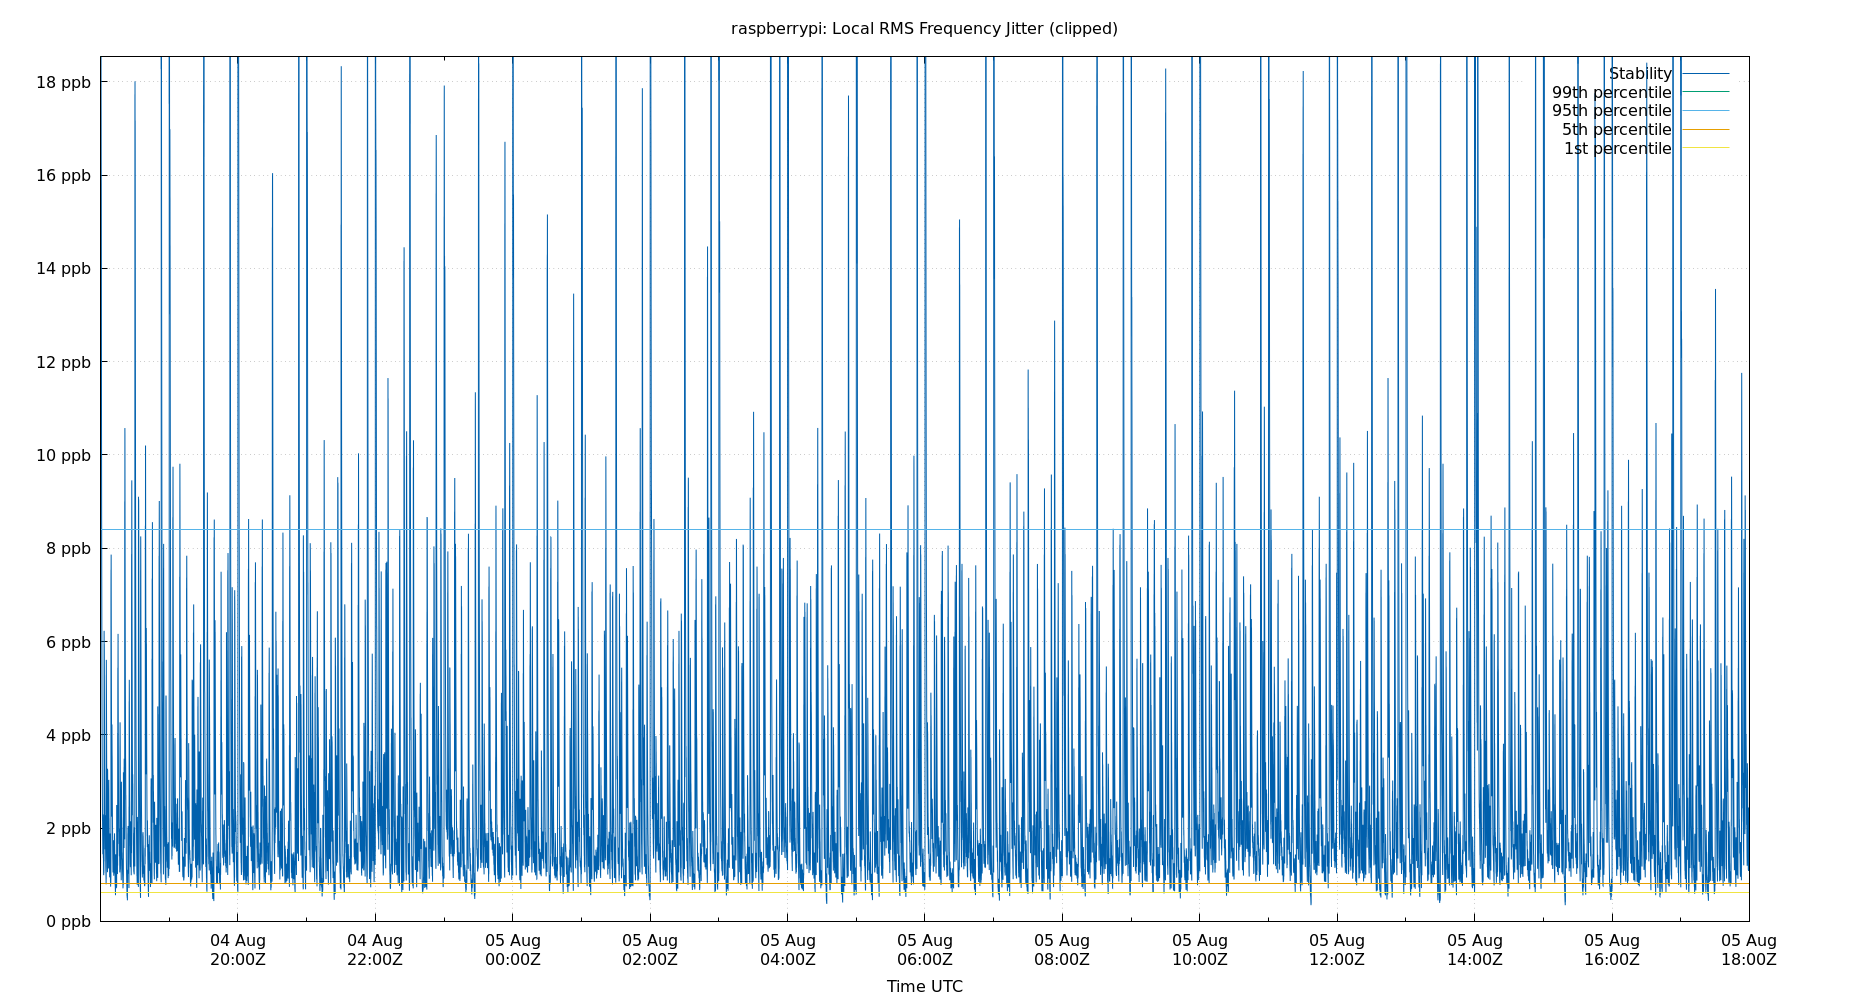 raspberrypi: Local RMS Frequency Jitter (clipped)
18 ppb
16 ppb
14 ppb
12 ppb
10 ppb
8 ppb
6 ppb
4 ppb
2 ppb
0 ppb
Stability
99th percentile
95th percentile
5th percentile
1st percentile
04 Aug
20:00Z
04 Aug
22:00Z
05 Aug
00:00Z
05 Aug
02:00Z
05 Aug
04:00Z
05 Aug
06:00Z
05 Aug
08:00Z
05 Aug
10:00Z
05 Aug
12:00Z
05 Aug
14:00Z
05 Aug
16:00Z
05 Aug
18:00Z
Time UTC